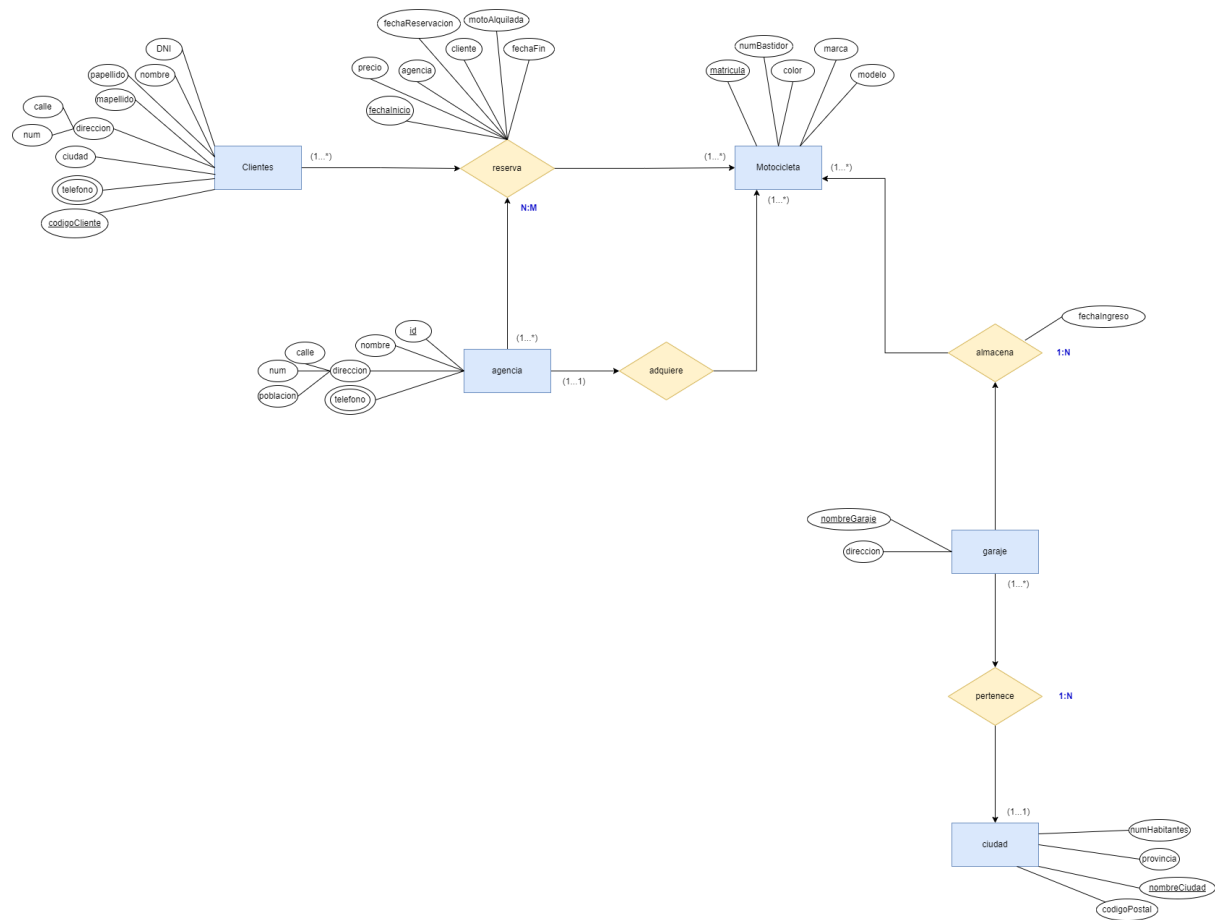 fechaReservacion
motoAlquilada
cliente
fechaFin
precio
agencia
fechaInicio
DNI
papellido
nombre
mapellido
calle
num
direccion
ciudad
telefono
codigoCliente
Clientes
(1...*)
reserva
N:M
(1...*)
numBastidor
marca
matricula
color
modelo
Motocicleta
(1...*)
(1...*)
(1...*)
id
nombre
calle
num
direccion
poblacion
telefono
agencia
(1...1)
adquiere
fechaIngreso
almacena
1:N
nombreGaraje
direccion
garaje
(1...*)
pertenece
1:N
(1...1)
ciudad
numHabitantes
provincia
nombreCiudad
codigoPostal